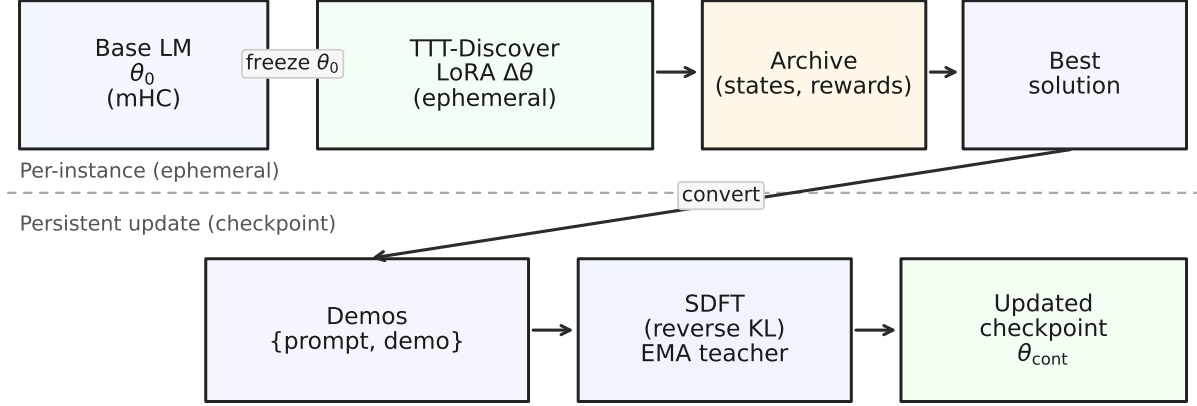 Base LM
θ₀
(mHC)
freeze θ₀
TTT-Discover
LoRA Δθ
(ephemeral)
Archive
(states, rewards)
Best
solution
Per-instance (ephemeral)
convert
Persistent update (checkpoint)
Demos
{prompt, demo}
SDFT
(reverse KL)
EMA teacher
Updated
checkpoint
θcont